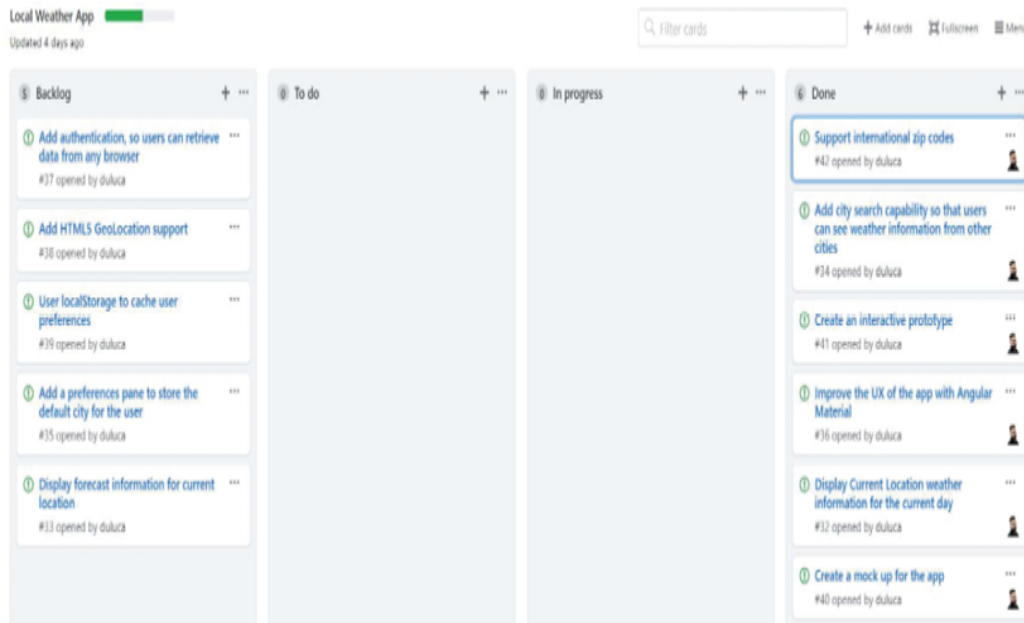 Local Weather App
Updated 4 days ago
Filter cards
Add cards
Fullscreen
Menu
5 Backlog
Add authentication, so users can retrieve
data from any browser
#37 opened by duluca
Add HTML5 GeoLocation support
#38 opened by duluca
User localStorage to cache user
preferences
#39 opened by duluca
Add a preferences pane to store the
default city for the user
#35 opened by duluca
Display forecast information for current
location
#33 opened by duluca
0 To do
0 In progress
6 Done
Support international zip codes
#42 opened by duluca
Add city search capability so that users
can see weather information from other
cities
#34 opened by duluca
Create an interactive prototype
#41 opened by duluca
Improve the UX of the app with Angular
Material
#36 opened by duluca
Display Current Location weather
information for the current day
#32 opened by duluca
Create a mock up for the app
#40 opened by duluca